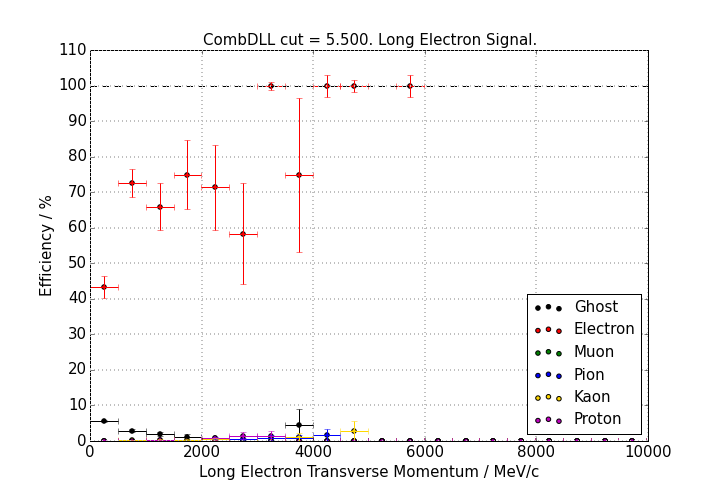 CombDLL cut = 5.500. Long Electron Signal.
110
100
90
80
70
60
50
40
30
20
10
0
Efficiency / %
0
2000
4000
6000
8000
10000
Long Electron Transverse Momentum / MeV/c
Ghost
Electron
Muon
Pion
Kaon
Proton